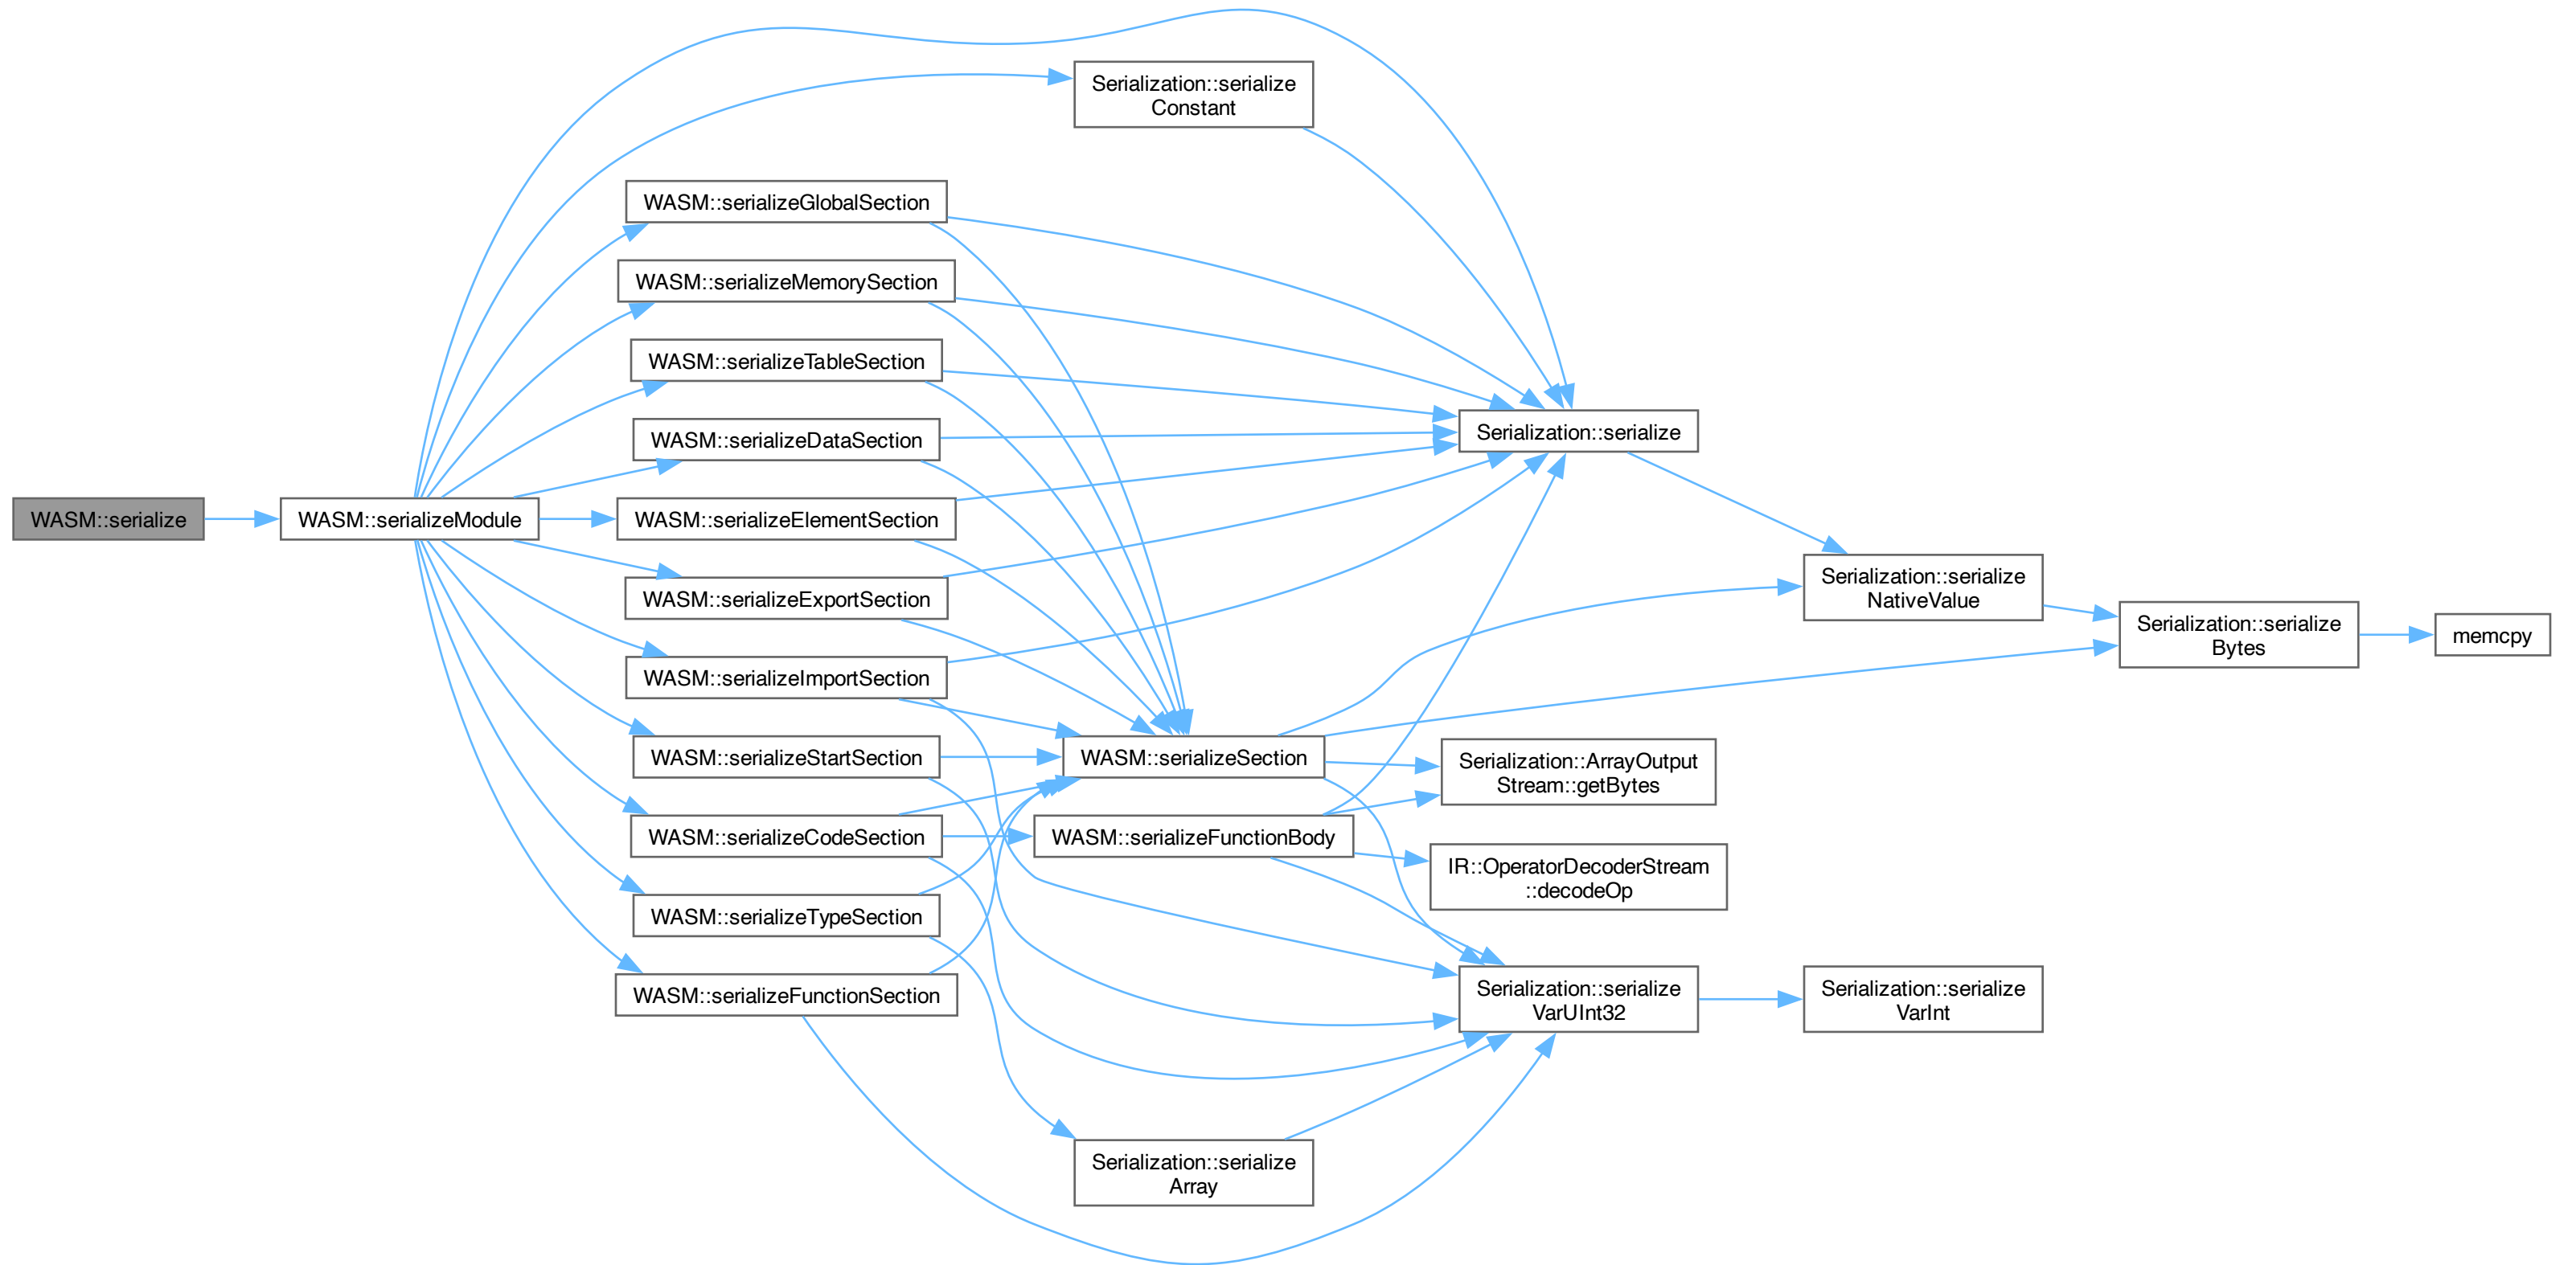 WASM::serialize
WASM::serializeModule
Serialization::serialize
Constant
WASM::serializeGlobalSection
WASM::serializeMemorySection
WASM::serializeTableSection
WASM::serializeDataSection
WASM::serializeElementSection
WASM::serializeExportSection
WASM::serializeImportSection
WASM::serializeStartSection
WASM::serializeCodeSection
WASM::serializeTypeSection
WASM::serializeFunctionSection
WASM::serializeSection
WASM::serializeFunctionBody
Serialization::serialize
Array
Serialization::serialize
Serialization::ArrayOutput
Stream::getBytes
IR::OperatorDecoderStream
::decodeOp
Serialization::serialize
VarUInt32
Serialization::serialize
NativeValue
Serialization::serialize
VarInt
Serialization::serialize
Bytes
memcpy